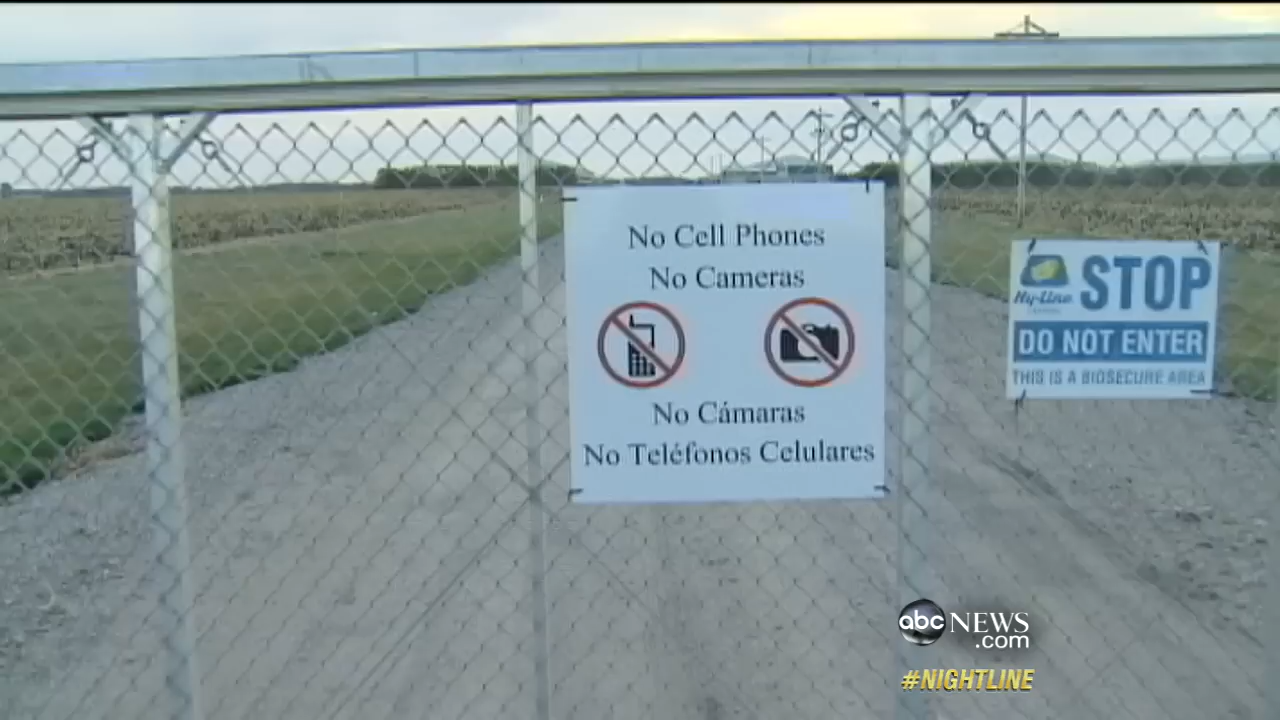 No Cell Phones
No Cameras
No Cámaras
No Teléfonos Celulares
Hy-Line
STOP
DO NOT ENTER
THIS IS A BIOSECURE AREA
abc NEWS
.com
#NIGHTLINE